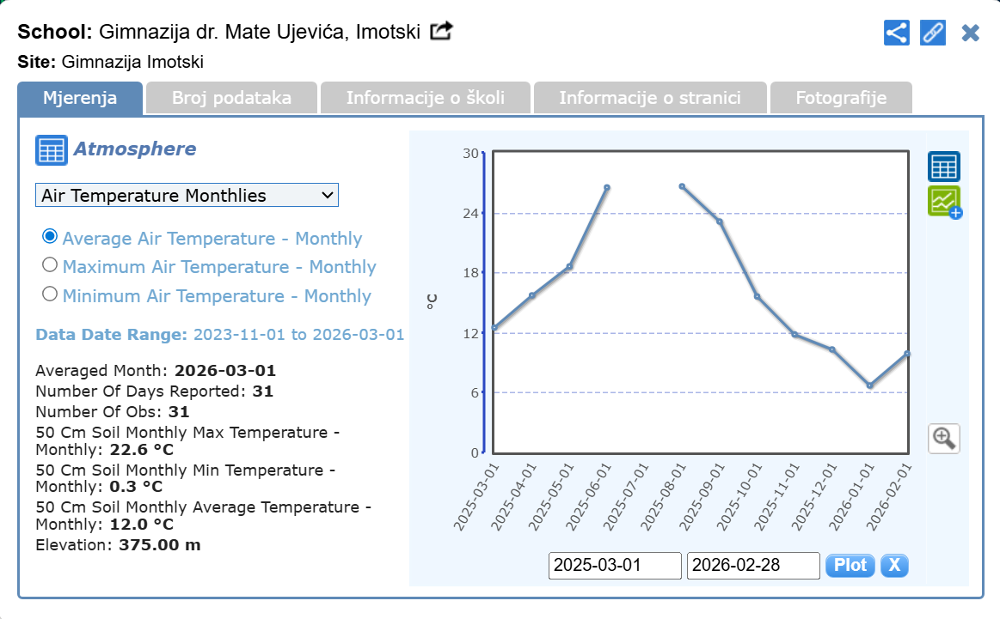 School: Gimnazija dr. Mate Ujevića, Imotski
Site: Gimnazija Imotski
Mjerenja
Broj podataka
Informacije o školi
Informacije o stranici
Fotografije
Atmosphere
Air Temperature Monthlies
Average Air Temperature - Monthly
Maximum Air Temperature - Monthly
Minimum Air Temperature - Monthly
Data Date Range: 2023-11-01 to 2026-03-01
Averaged Month: 2026-03-01
Number Of Days Reported: 31
Number Of Obs: 31
50 Cm Soil Monthly Max Temperature -
Monthly: 22.6 °C
50 Cm Soil Monthly Min Temperature -
Monthly: 0.3 °C
50 Cm Soil Monthly Average Temperature -
Monthly: 12.0 °C
Elevation: 375.00 m
30
24
18
12
6
0
°C
2025-03-01
2025-04-01
2025-05-01
2025-06-01
2025-07-01
2025-08-01
2025-09-01
2025-10-01
2025-11-01
2025-12-01
2026-01-01
2026-02-01
2025-03-01
2026-02-28
Plot
X